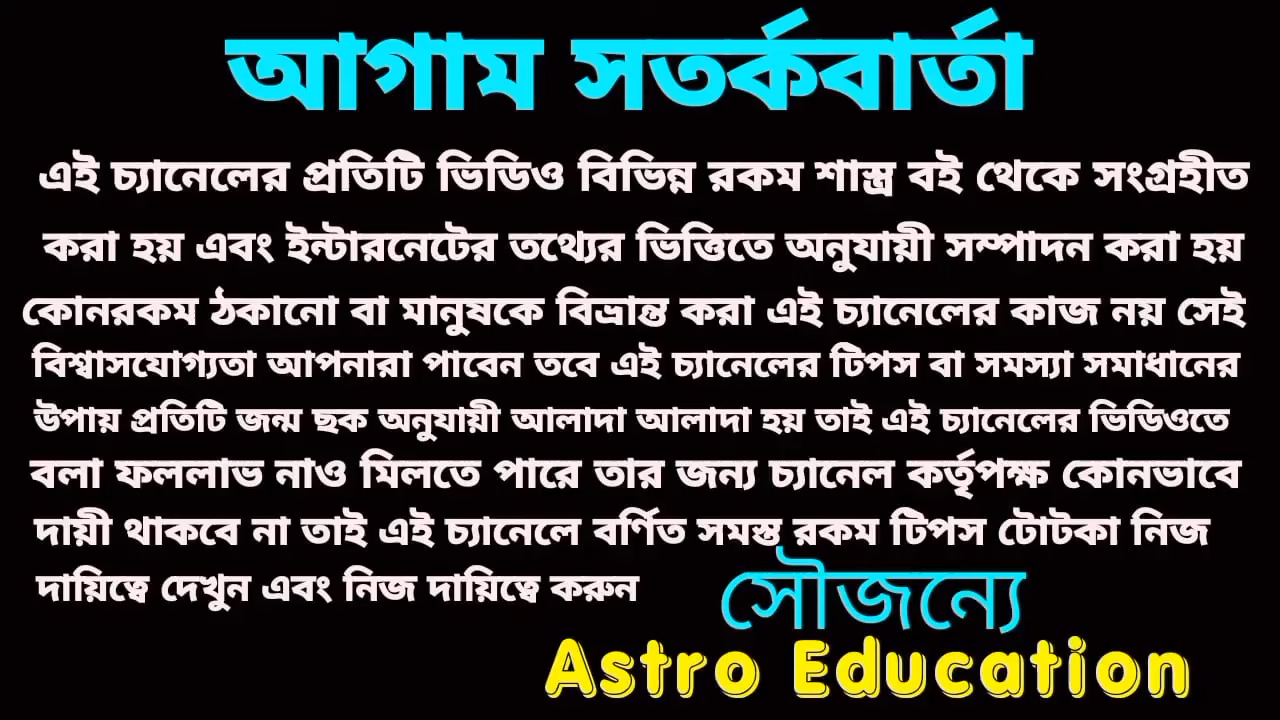 আগাম সতর্কবার্তা
এই চ্যানেলের প্রতিটি ভিডিও বিভিন্ন রকম শাস্ত্র বই থেকে সংগ্রহীত
করা হয় এবং ইন্টারনেটের তথ্যের ভিত্তিতে অনুযায়ী সম্পাদন করা হয়
কোনরকম ঠকানো বা মানুষকে বিভ্রান্ত করা এই চ্যানেলের কাজ নয় সেই
বিশ্বাসযোগ্যতা আপনারা পাবেন তবে এই চ্যানেলের টিপস বা সমস্যা সমাধানের
উপায় প্রতিটি জন্ম ছক অনুযায়ী আলাদা আলাদা হয় তাই এই চ্যানেলের ভিডিওতে
বলা ফললাভ নাও মিলতে পারে তার জন্য চ্যানেল কর্তৃপক্ষ কোনভাবে
দায়ী থাকবে না তাই এই চ্যানেলে বর্ণিত সমস্ত রকম টিপস টোটকা নিজ
দায়িত্বে দেখুন এবং নিজ দায়িত্বে করুন
সৌজন্যে
Astro Education